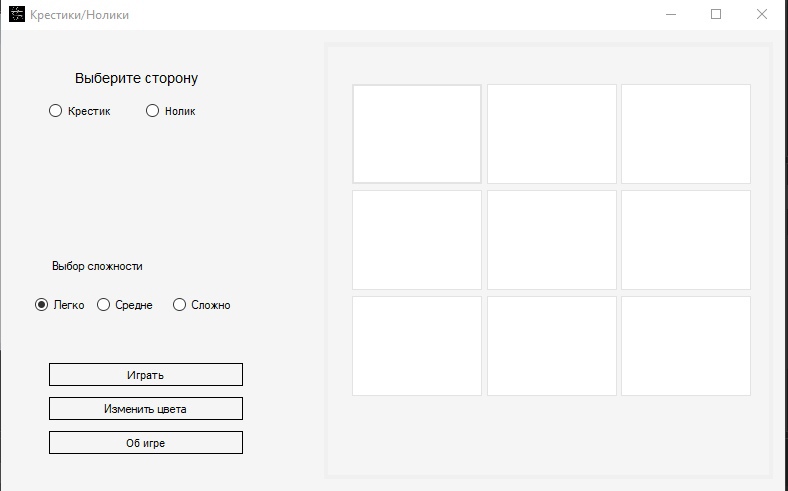 Крестики/Нолики
Выберите сторону
Крестик Нолик
Выбор сложности
Легко Средне Сложно
Играть
Изменить цвета
Об игре